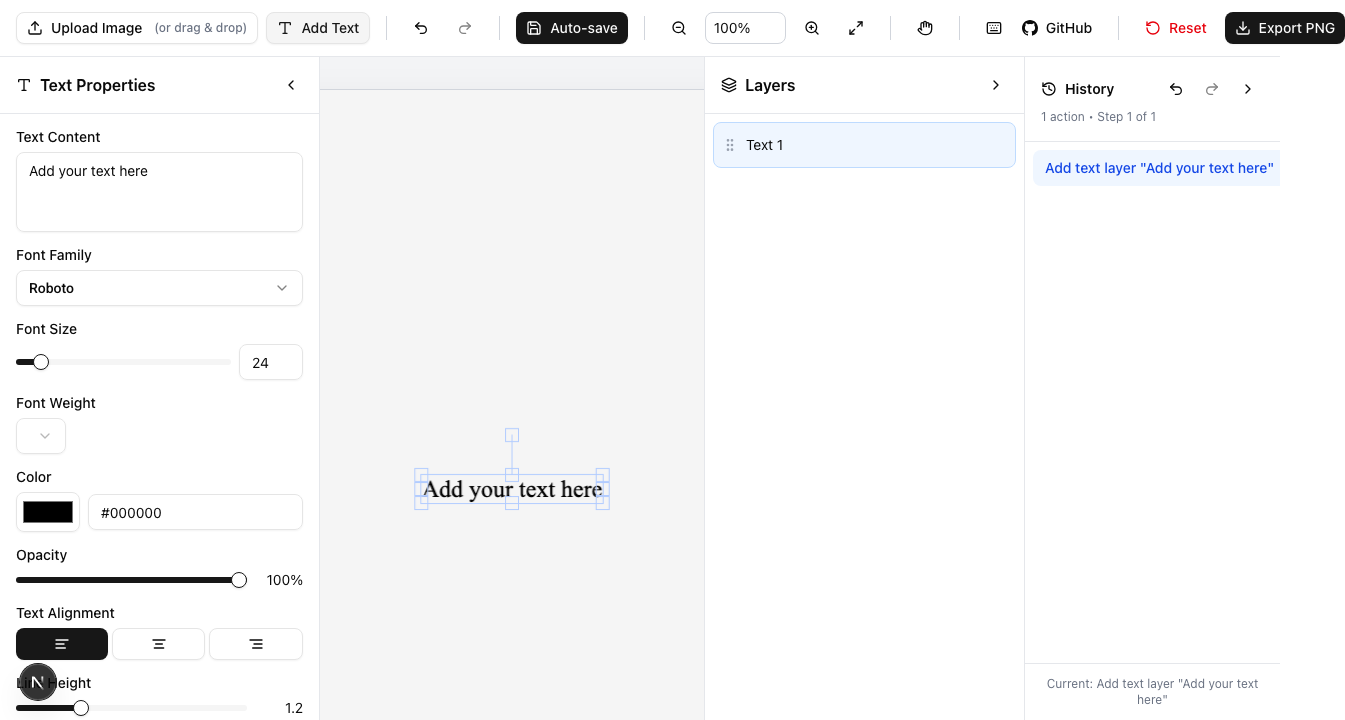 Upload Image (or drag & drop) Add Text Auto-save 100% GitHub Reset Export PNG
Text Properties
Text Content
Add your text here
Font Family
Roboto
Font Size
24
Font Weight
Color
#000000
Opacity
100%
Text Alignment
Line Height
1.2
N
Add your text here
Layers
Text 1
History
1 action • Step 1 of 1
Add text layer "Add your text here"
Current: Add text layer "Add your text
here"